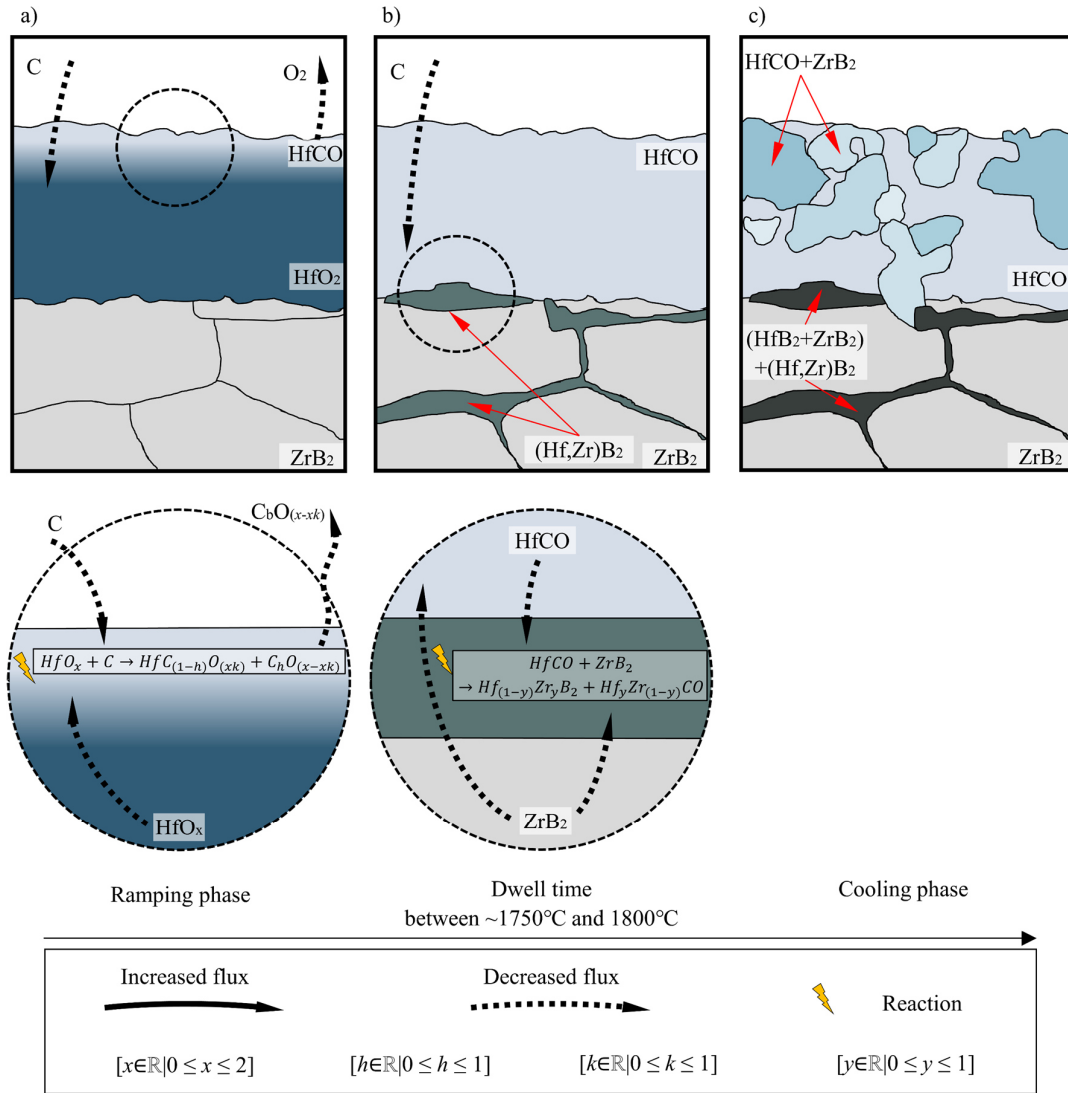 a)
C
O₂
HfCO
HfO₂
ZrB₂
b)
C
HfCO
(Hf,Zr)B₂
ZrB₂
c)
HfCO+ZrB₂
HfCO
(HfB₂+ZrB₂)
+(Hf,Zr)B₂
ZrB₂
C
CbO(x-xk)
HfOₓ + C → HfC(1−h)O(xk) + ChO(x−xk)
HfOₓ
HfCO
HfCO + ZrB₂
→ Hf(1−y)ZryB₂ + HfyZr(1−y)CO
ZrB₂
Ramping phase
Dwell time
between ~1750℃ and 1800℃
Cooling phase
Increased flux
Decreased flux
Reaction
[x∈ℝ|0 ≤ x ≤ 2]
[h∈ℝ|0 ≤ h ≤ 1]
[k∈ℝ|0 ≤ k ≤ 1]
[y∈ℝ|0 ≤ y ≤ 1]